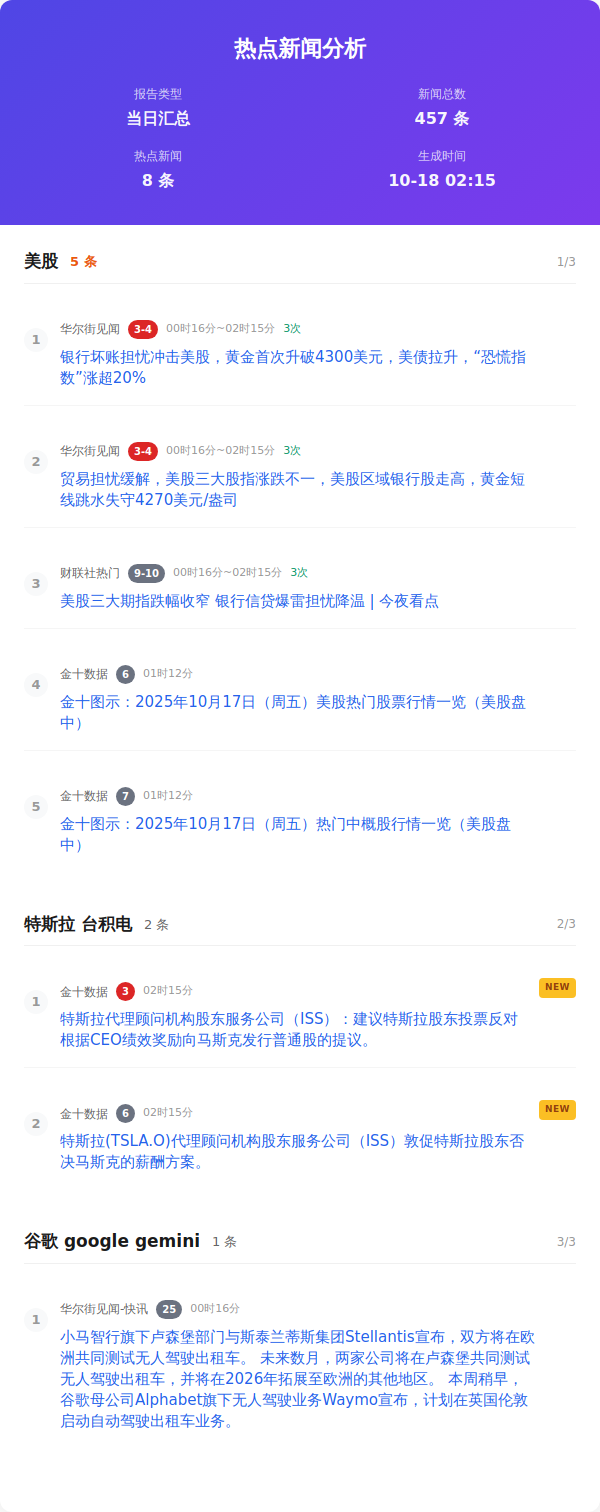 热点新闻分析
报告类型
新闻总数
当日汇总
457 条
热点新闻
生成时间
8 条
10-18 02:15
美股 5 条 1/3
1 华尔街见闻 3-4 00时16分~02时15分 3次
银行坏账担忧冲击美股，黄金首次升破4300美元，美债拉升，“恐慌指
数”涨超20%
2 华尔街见闻 3-4 00时16分~02时15分 3次
贸易担忧缓解，美股三大股指涨跌不一，美股区域银行股走高，黄金短
线跳水失守4270美元/盎司
3 财联社热门 9-10 00时16分~02时15分 3次
美股三大期指跌幅收窄 银行信贷爆雷担忧降温 | 今夜看点
4 金十数据 6 01时12分
金十图示：2025年10月17日（周五）美股热门股票行情一览（美股盘
中）
5 金十数据 7 01时12分
金十图示：2025年10月17日（周五）热门中概股行情一览（美股盘
中）
特斯拉 台积电 2 条 2/3
1 金十数据 3 02时15分 NEW
特斯拉代理顾问机构股东服务公司（ISS）：建议特斯拉股东投票反对
根据CEO绩效奖励向马斯克发行普通股的提议。
2 金十数据 6 02时15分 NEW
特斯拉(TSLA.O)代理顾问机构股东服务公司（ISS）敦促特斯拉股东否
决马斯克的薪酬方案。
谷歌 google gemini 1 条 3/3
1 华尔街见闻-快讯 25 00时16分
小马智行旗下卢森堡部门与斯泰兰蒂斯集团Stellantis宣布，双方将在欧
洲共同测试无人驾驶出租车。 未来数月，两家公司将在卢森堡共同测试
无人驾驶出租车，并将在2026年拓展至欧洲的其他地区。 本周稍早，
谷歌母公司Alphabet旗下无人驾驶业务Waymo宣布，计划在英国伦敦
启动自动驾驶出租车业务。